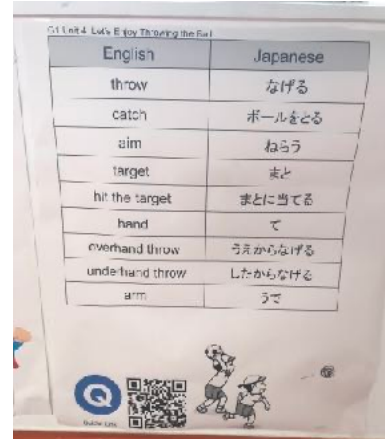 G1 Unit 4 Let's Enjoy Throwing the Ball
English Japanese
throw なげる
catch ボールをとる
aim ねらう
target まと
hit the target まとに当てる
hand て
overhand throw うえからなげる
underhand throw したからなげる
arm うで
Q